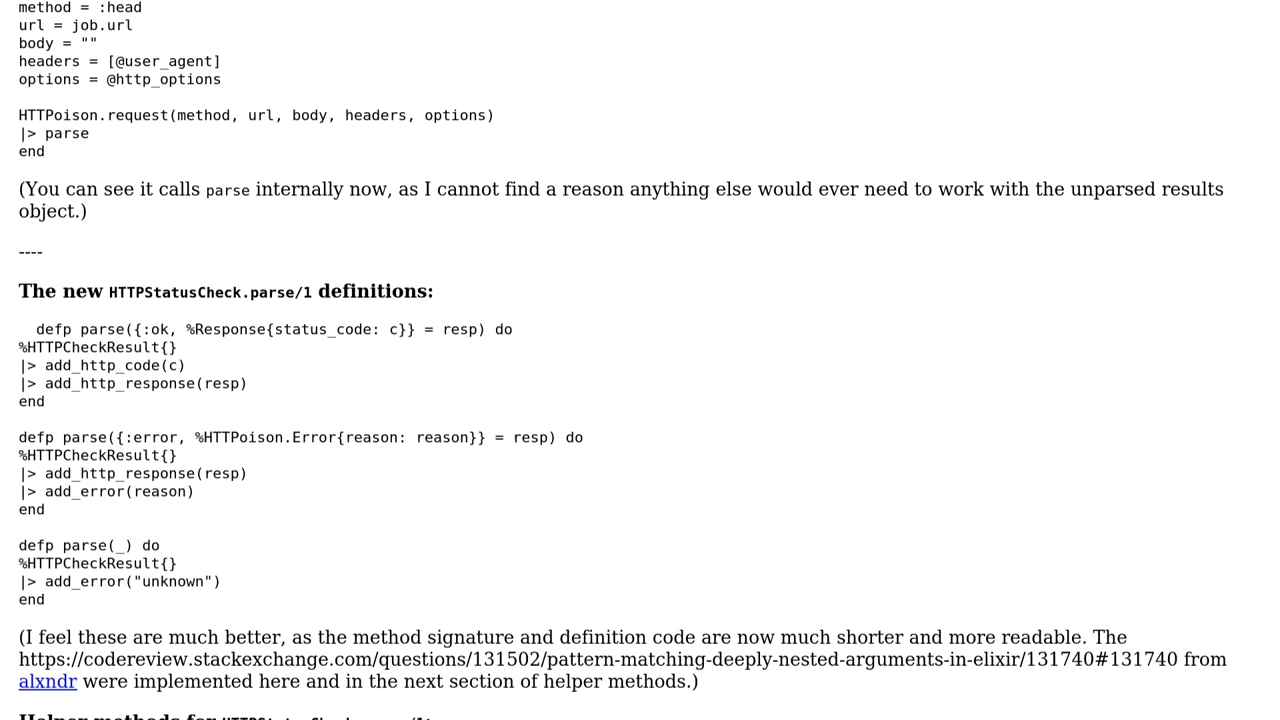 method = :head
url = job.url
body = ""
headers = [@user_agent]
options = @http_options
HTTPoison.request(method, url, body, headers, options)
|> parse
end
(You can see it calls parse internally now, as I cannot find a reason anything else would ever need to work with the unparsed results
object.)
----
The new HTTPStatusCheck.parse/1 definitions:
defp parse({:ok, %Response{status_code: c}} = resp) do
%HTTPCheckResult{}
|> add_http_code(c)
|> add_http_response(resp)
end
defp parse({:error, %HTTPoison.Error{reason: reason}} = resp) do
%HTTPCheckResult{}
|> add_http_response(resp)
|> add_error(reason)
end
defp parse(_) do
%HTTPCheckResult{}
|> add_error("unknown")
end
(I feel these are much better, as the method signature and definition code are now much shorter and more readable. The
https://codereview.stackexchange.com/questions/131502/pattern-matching-deeply-nested-arguments-in-elixir/131740#131740 from
alxndr were implemented here and in the next section of helper methods.)
Helper methods for